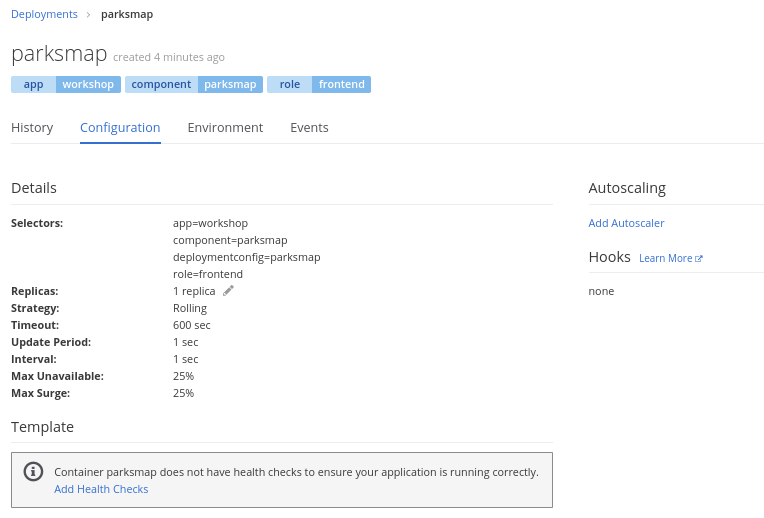 Deployments > parksmap
parksmap created 4 minutes ago
app workshop component parksmap role frontend
History Configuration Environment Events
Details
Selectors: app=workshop
component=parksmap
deploymentconfig=parksmap
role=frontend
Replicas: 1 replica
Strategy: Rolling
Timeout: 600 sec
Update Period: 1 sec
Interval: 1 sec
Max Unavailable: 25%
Max Surge: 25%
Template
Container parksmap does not have health checks to ensure your application is running correctly.
Add Health Checks
Autoscaling
Add Autoscaler
Hooks Learn More
none